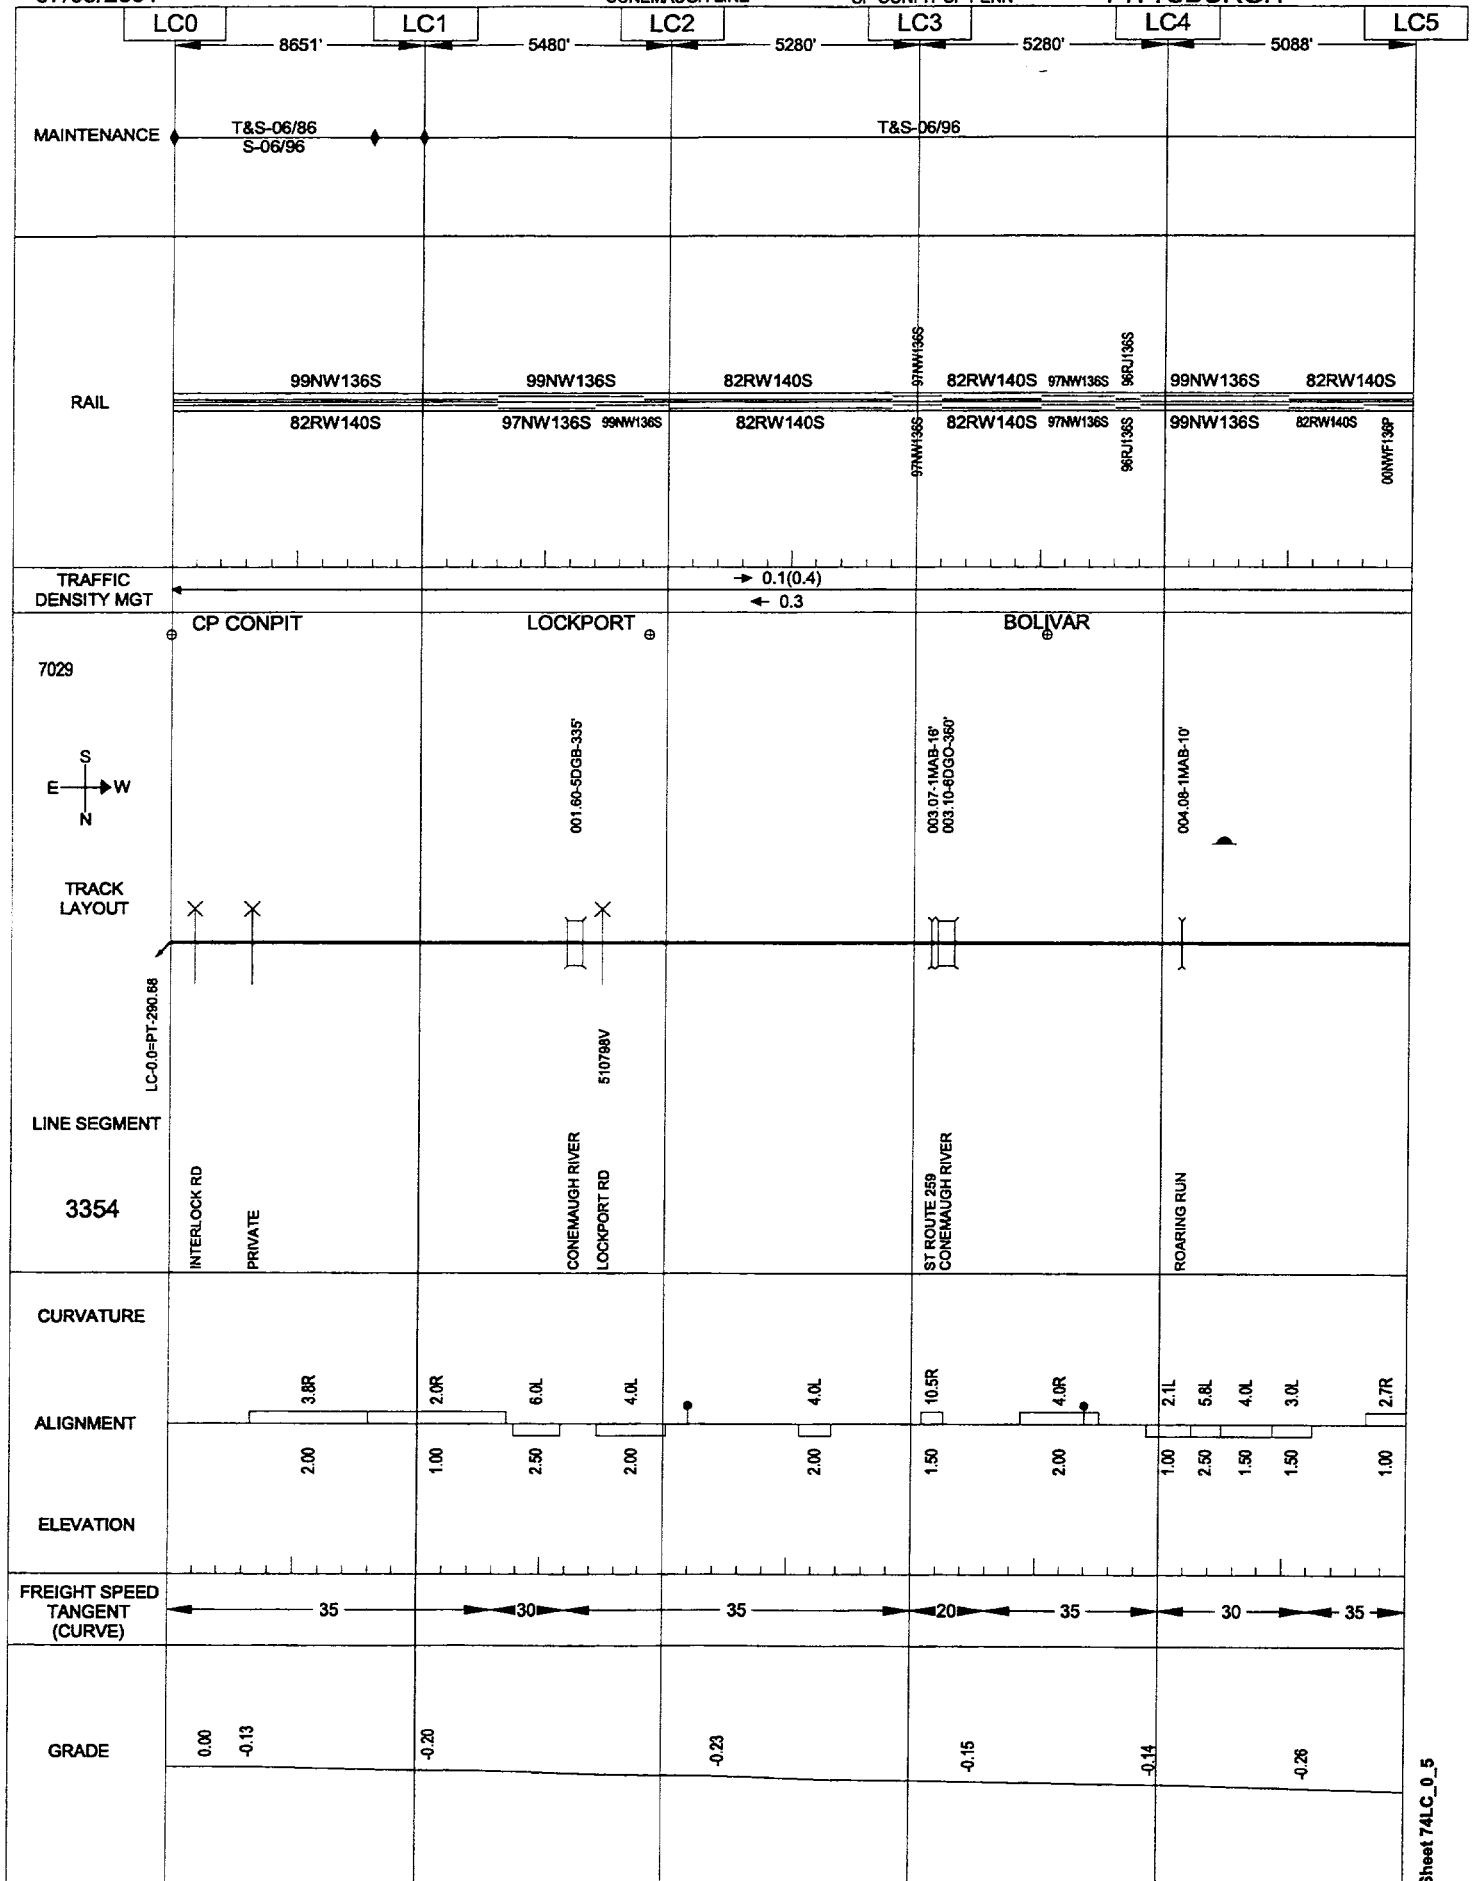 LC0 LC1 LC2 LC3 LC4 LC5
8651' 5480' 5280' 5280' 5088'
MAINTENANCE
T&S-06/86
S-06/96
T&S-06/96
RAIL
97NW136S 96RJ136S
99NW136S 99NW136S 82RW140S 82RW140S 97NW136S 99NW136S 82RW140S
82RW140S 97NW136S 99NW136S 82RW140S 82RW140S 97NW136S 99NW136S 82RW140S
97NW136S 96RJ136S 00NWF136P
TRAFFIC
DENSITY MGT
→ 0.1(0.4)
← 0.3
CP CONPIT LOCKPORT BOLIVAR
7029
S
E W
N
001.60-5DGB-335'
003.07-1MAB-16'
003.10-6DGO-360'
004.08-1MAB-10'
TRACK
LAYOUT
LC-0.0=PT-290.68
510798V
LINE SEGMENT
3354
INTERLOCK RD
PRIVATE
CONEMAUGH RIVER
LOCKPORT RD
ST ROUTE 259
CONEMAUGH RIVER
ROARING RUN
CURVATURE
3.8R 2.0R 6.0L 4.0L 4.0L 10.5R 4.0R 2.1L 5.8L 4.0L 3.0L 2.7R
ALIGNMENT
2.00 1.00 2.50 2.00 2.00 1.50 2.00 1.00 2.50 1.50 1.50 1.00
ELEVATION
FREIGHT SPEED
TANGENT
(CURVE)
35 30 35 20 35 30 35
GRADE
0.00 -0.13 -0.20 -0.23 -0.15 -0.14 -0.26
Sheet 74LC_0_5